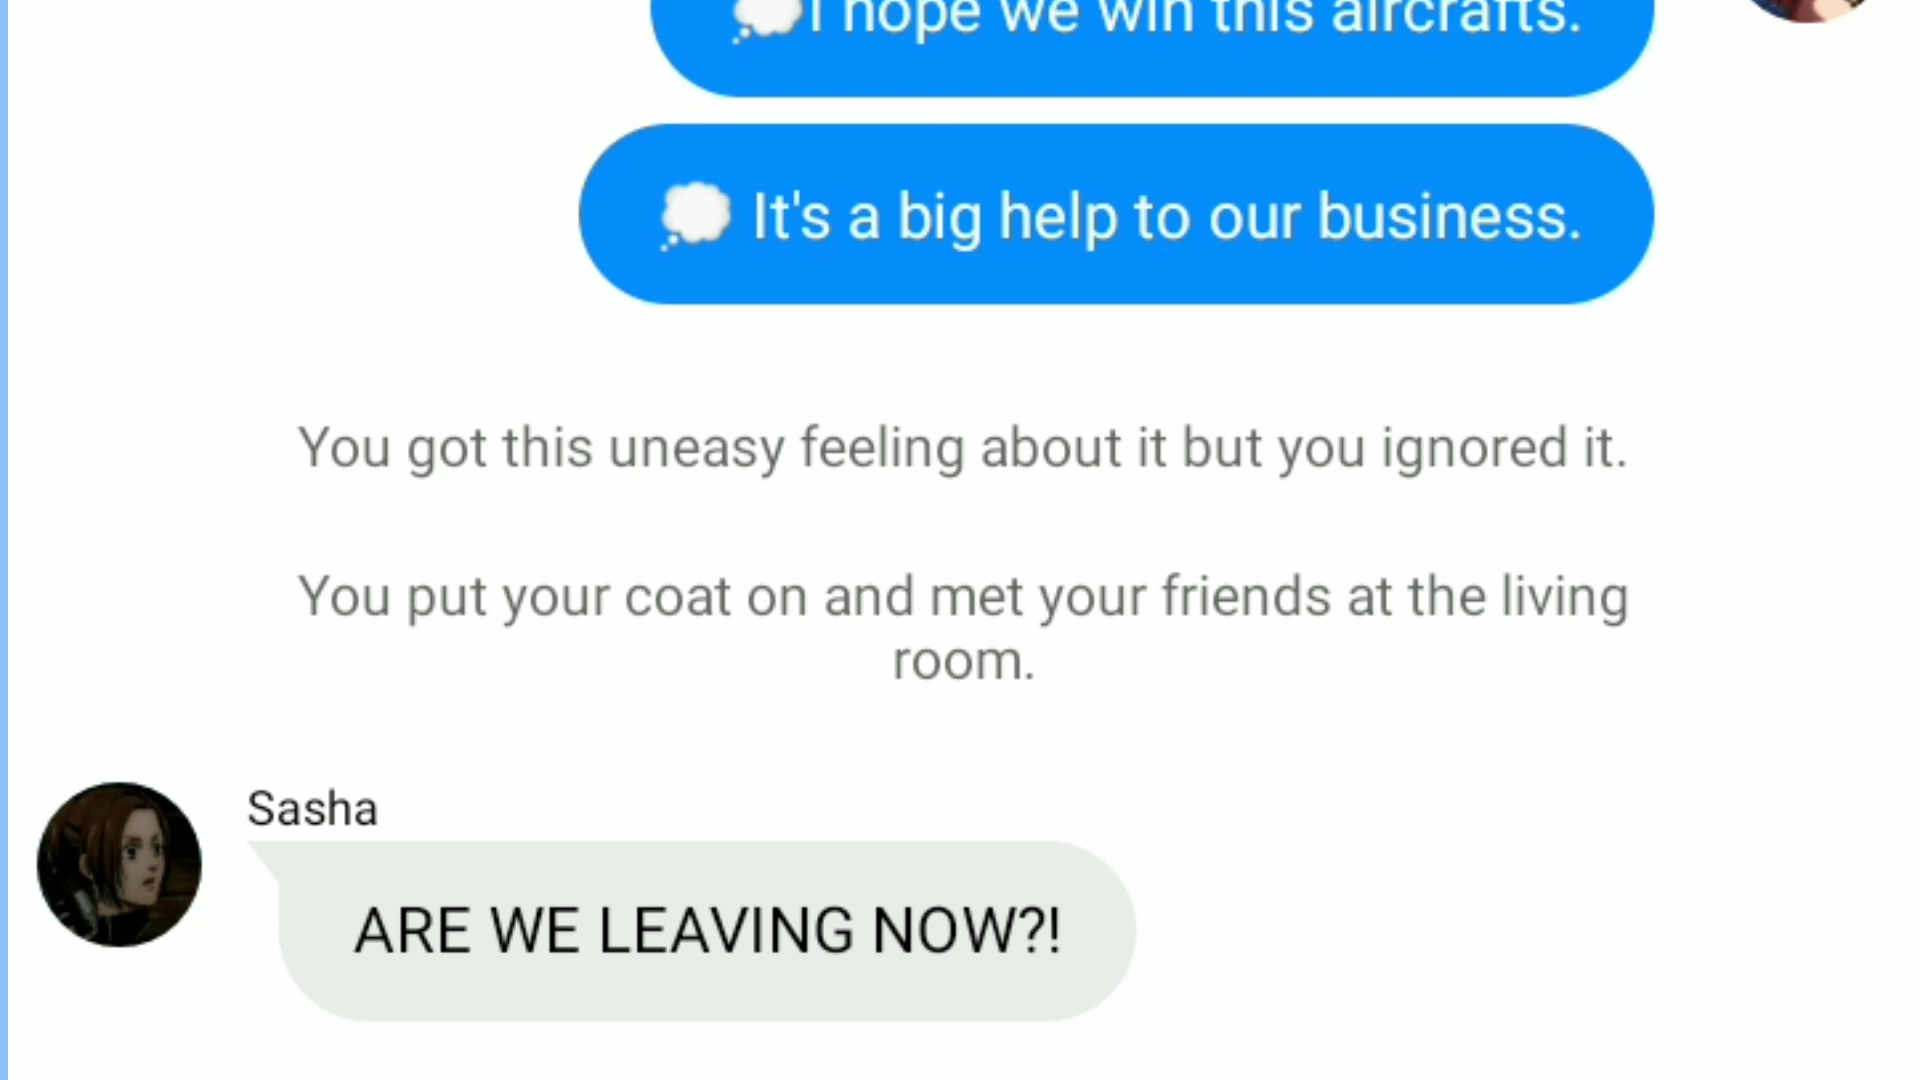 I hope we win this aircrafts.
It's a big help to our business.
You got this uneasy feeling about it but you ignored it.
You put your coat on and met your friends at the living
room.
Sasha
ARE WE LEAVING NOW?!